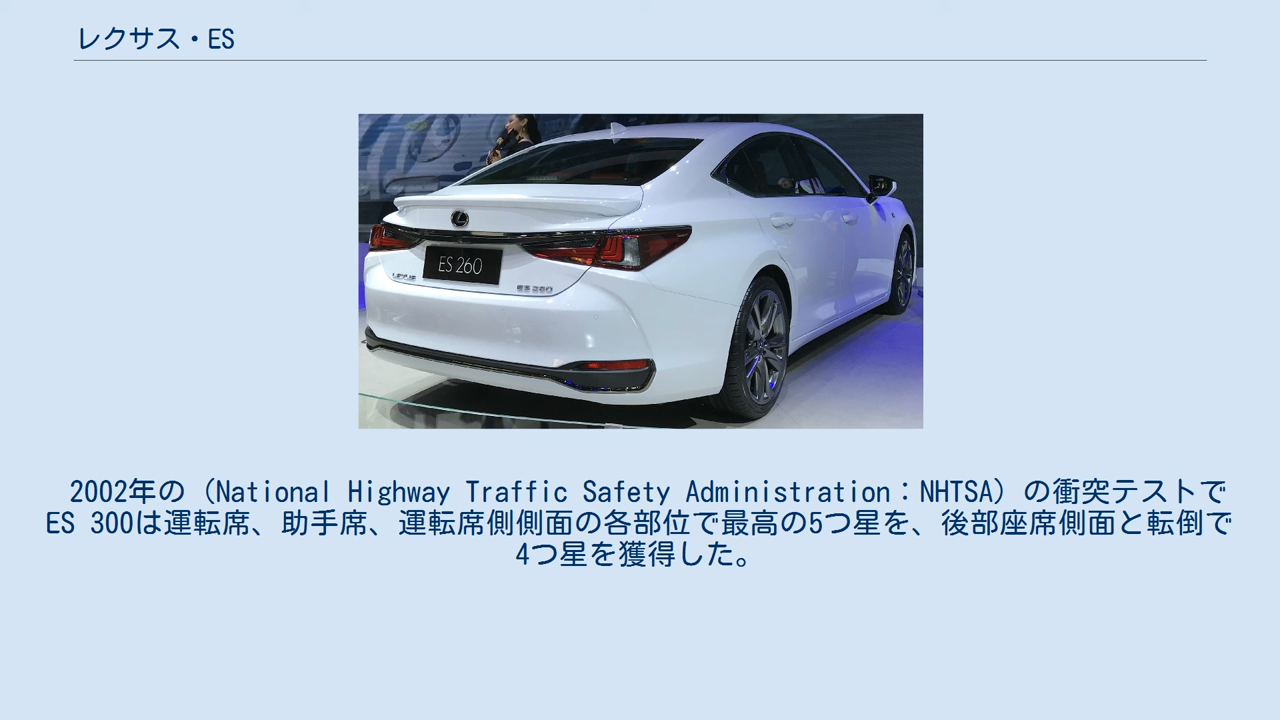 レクサス・ES
ES 260
LEXUS
ES 260
2002年の（National Highway Traffic Safety Administration：NHTSA）の衝突テストで
ES 300は運転席、助手席、運転席側側面の各部位で最高の5つ星を、後部座席側面と転倒で
4つ星を獲得した。